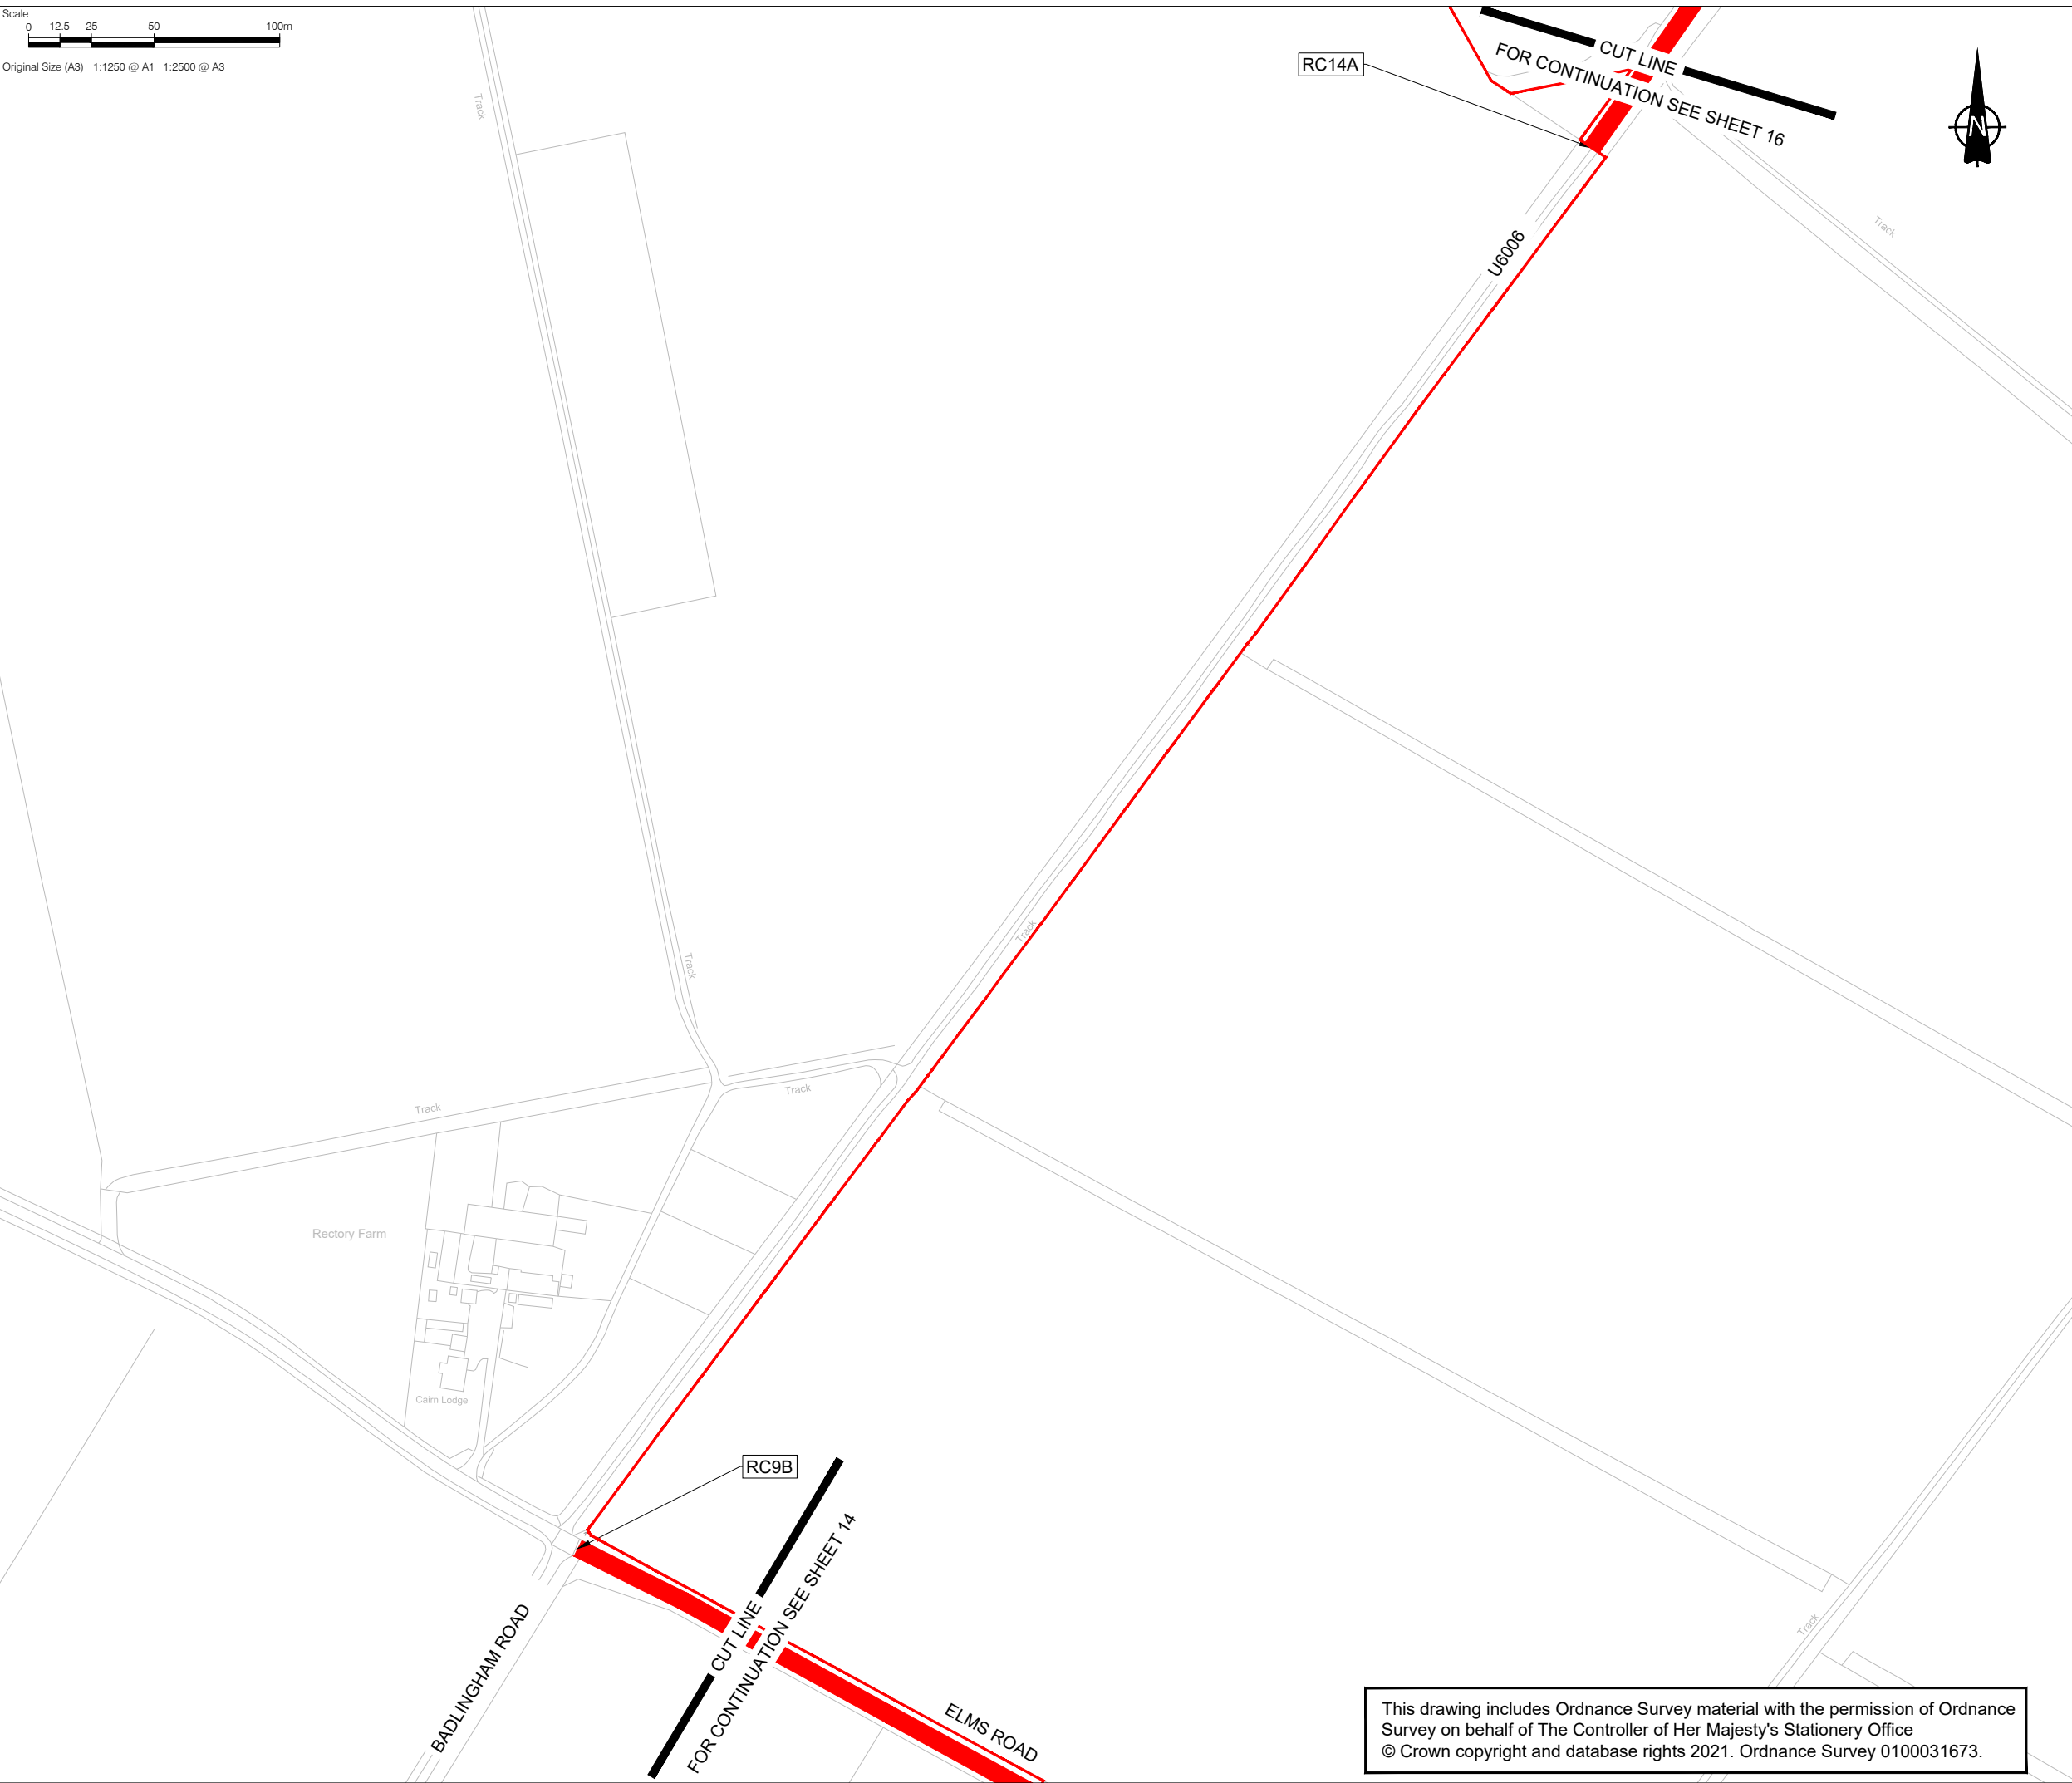 Scale
0 12.5 25 50 100m
Original Size (A3) 1:1250 @ A1 1:2500 @ A3
RC14A
CUT LINE
FOR CONTINUATION SEE SHEET 16
N
Track
Track
U6006
Track
Track
Track
Track
Rectory Farm
Cairn Lodge
RC9B
CUT LINE
FOR CONTINUATION SEE SHEET 14
BADLINGHAM ROAD
ELMS ROAD
Track
This drawing includes Ordnance Survey material with the permission of Ordnance
Survey on behalf of The Controller of Her Majesty's Stationery Office
© Crown copyright and database rights 2021. Ordnance Survey 0100031673.